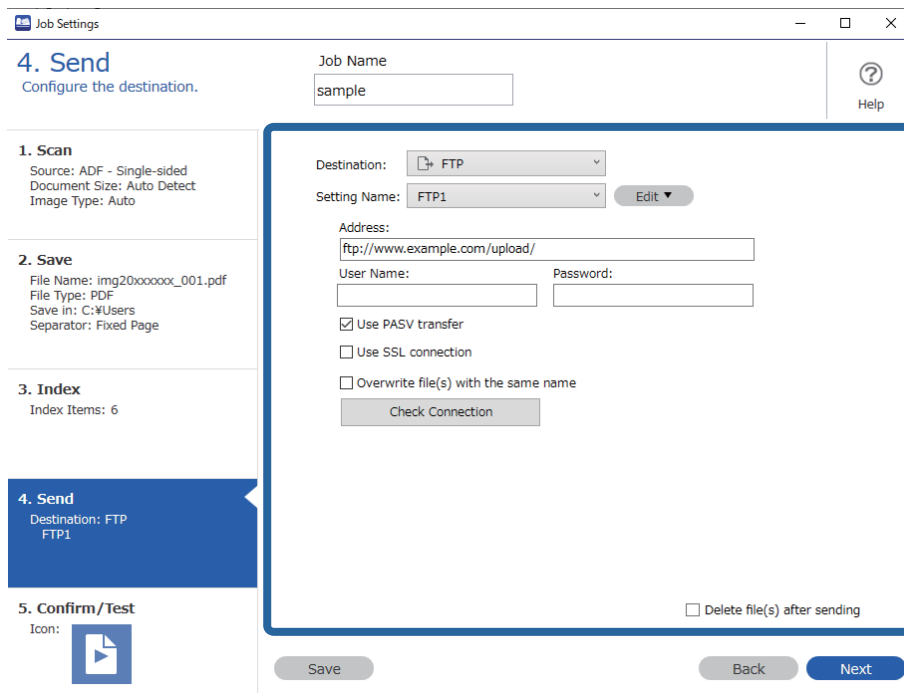 Job Settings
4. Send
Configure the destination.
Job Name
sample
Help
1. Scan
Source: ADF - Single-sided
Document Size: Auto Detect
Image Type: Auto
2. Save
File Name: img20xxxxxx_001.pdf
File Type: PDF
Save in: C:¥Users
Separator: Fixed Page
3. Index
Index Items: 6
4. Send
Destination: FTP
FTP1
5. Confirm/Test
Icon:
Destination: FTP
Setting Name: FTP1 Edit ▼
Address:
ftp://www.example.com/upload/
User Name: Password:
Use PASV transfer
Use SSL connection
Overwrite file(s) with the same name
Check Connection
Delete file(s) after sending
Save Back Next